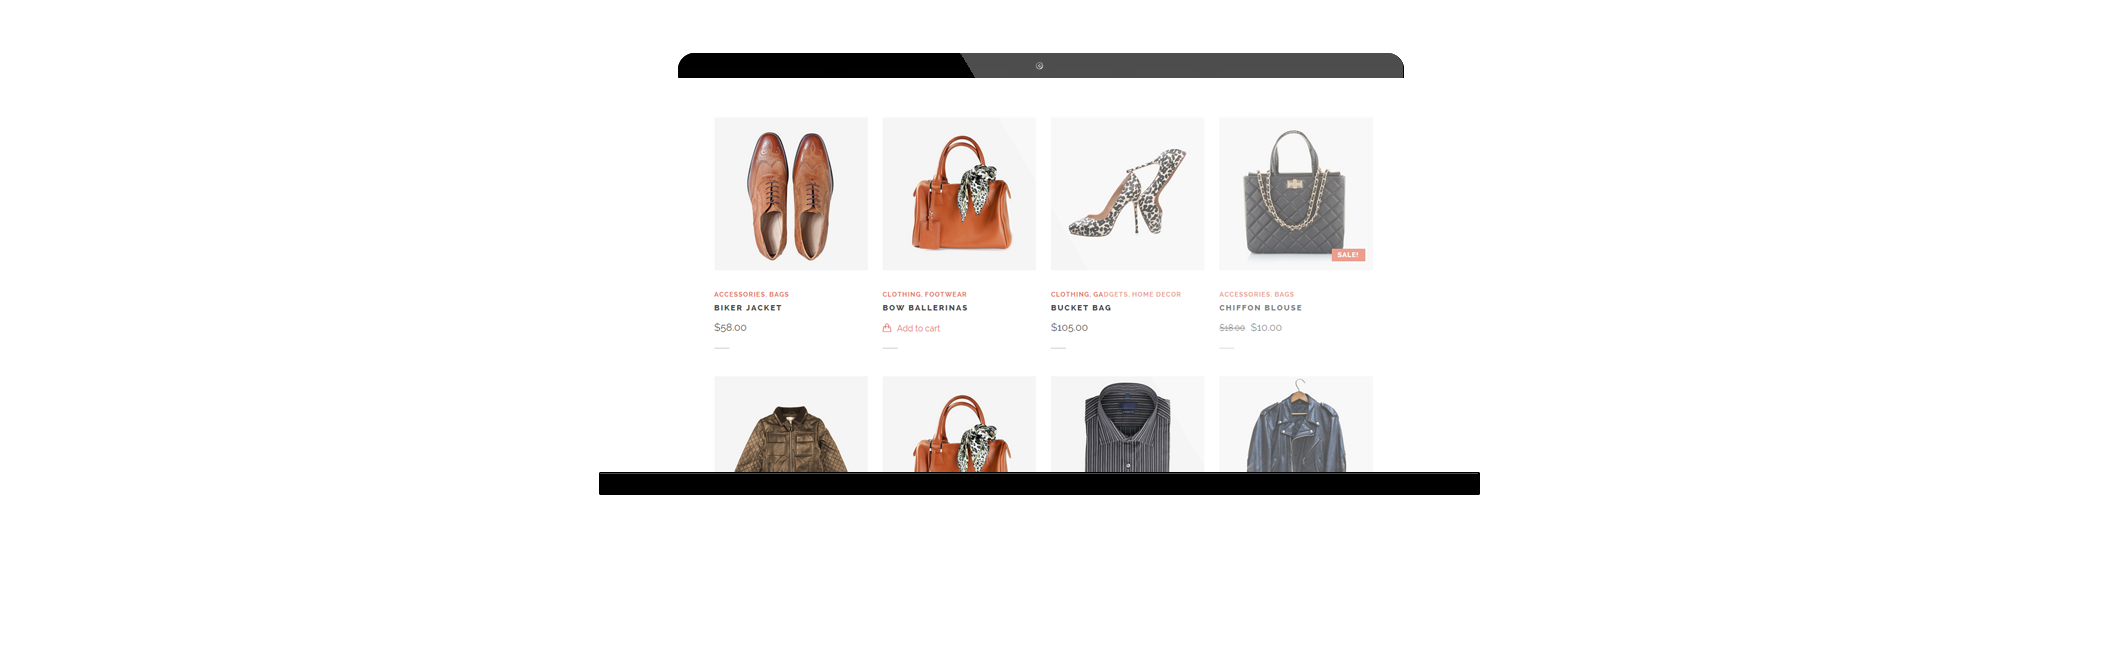 SALE!
ACCESSORIES, BAGS
BIKER JACKET
$58.00
CLOTHING, FOOTWEAR
BOW BALLERINAS
Add to cart
CLOTHING, GADGETS, HOME DECOR
BUCKET BAG
$105.00
ACCESSORIES, BAGS
CHIFFON BLOUSE
$18.00 $10.00